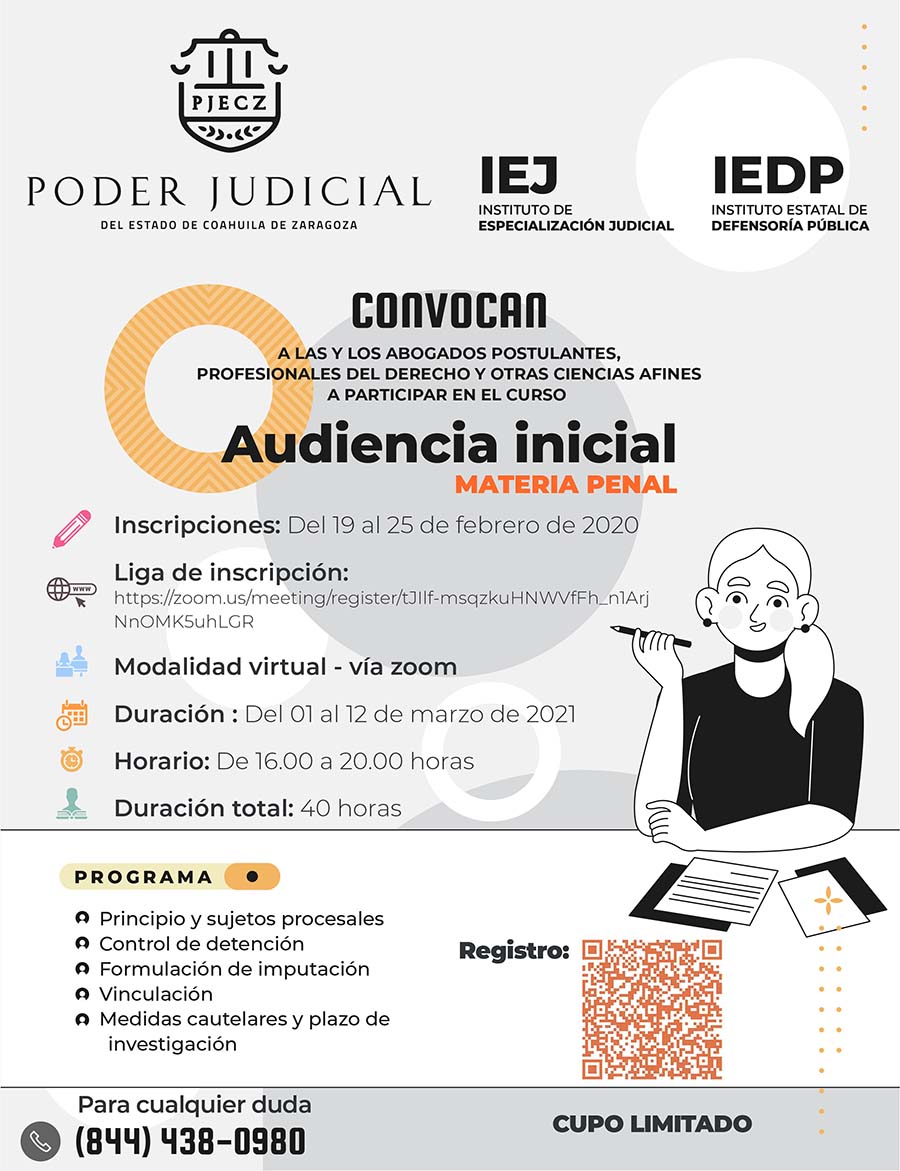 PJECZ
PODER JUDICIAL
DEL ESTADO DE COAHUILA DE ZARAGOZA
IEJ
INSTITUTO DE
ESPECIALIZACIÓN JUDICIAL
IEDP
INSTITUTO ESTATAL DE
DEFENSORÍA PÚBLICA
CONVOCAN
A LAS Y LOS ABOGADOS POSTULANTES,
PROFESIONALES DEL DERECHO Y OTRAS CIENCIAS AFINES
A PARTICIPAR EN EL CURSO
Audiencia inicial
MATERIA PENAL
Inscripciones: Del 19 al 25 de febrero de 2020
Liga de inscripción:
www
https://zoom.us/meeting/register/tJIlf-msqzkuHNWVfFh_n1Arj
NnOMK5uhLGR
Modalidad virtual - vía zoom
Duración : Del 01 al 12 de marzo de 2021
Horario: De 16.00 a 20.00 horas
Duración total: 40 horas
PROGRAMA
Principio y sujetos procesales
Control de detención
Formulación de imputación
Vinculación
Medidas cautelares y plazo de
investigación
Registro:
Para cualquier duda
(844) 438-0980
CUPO LIMITADO